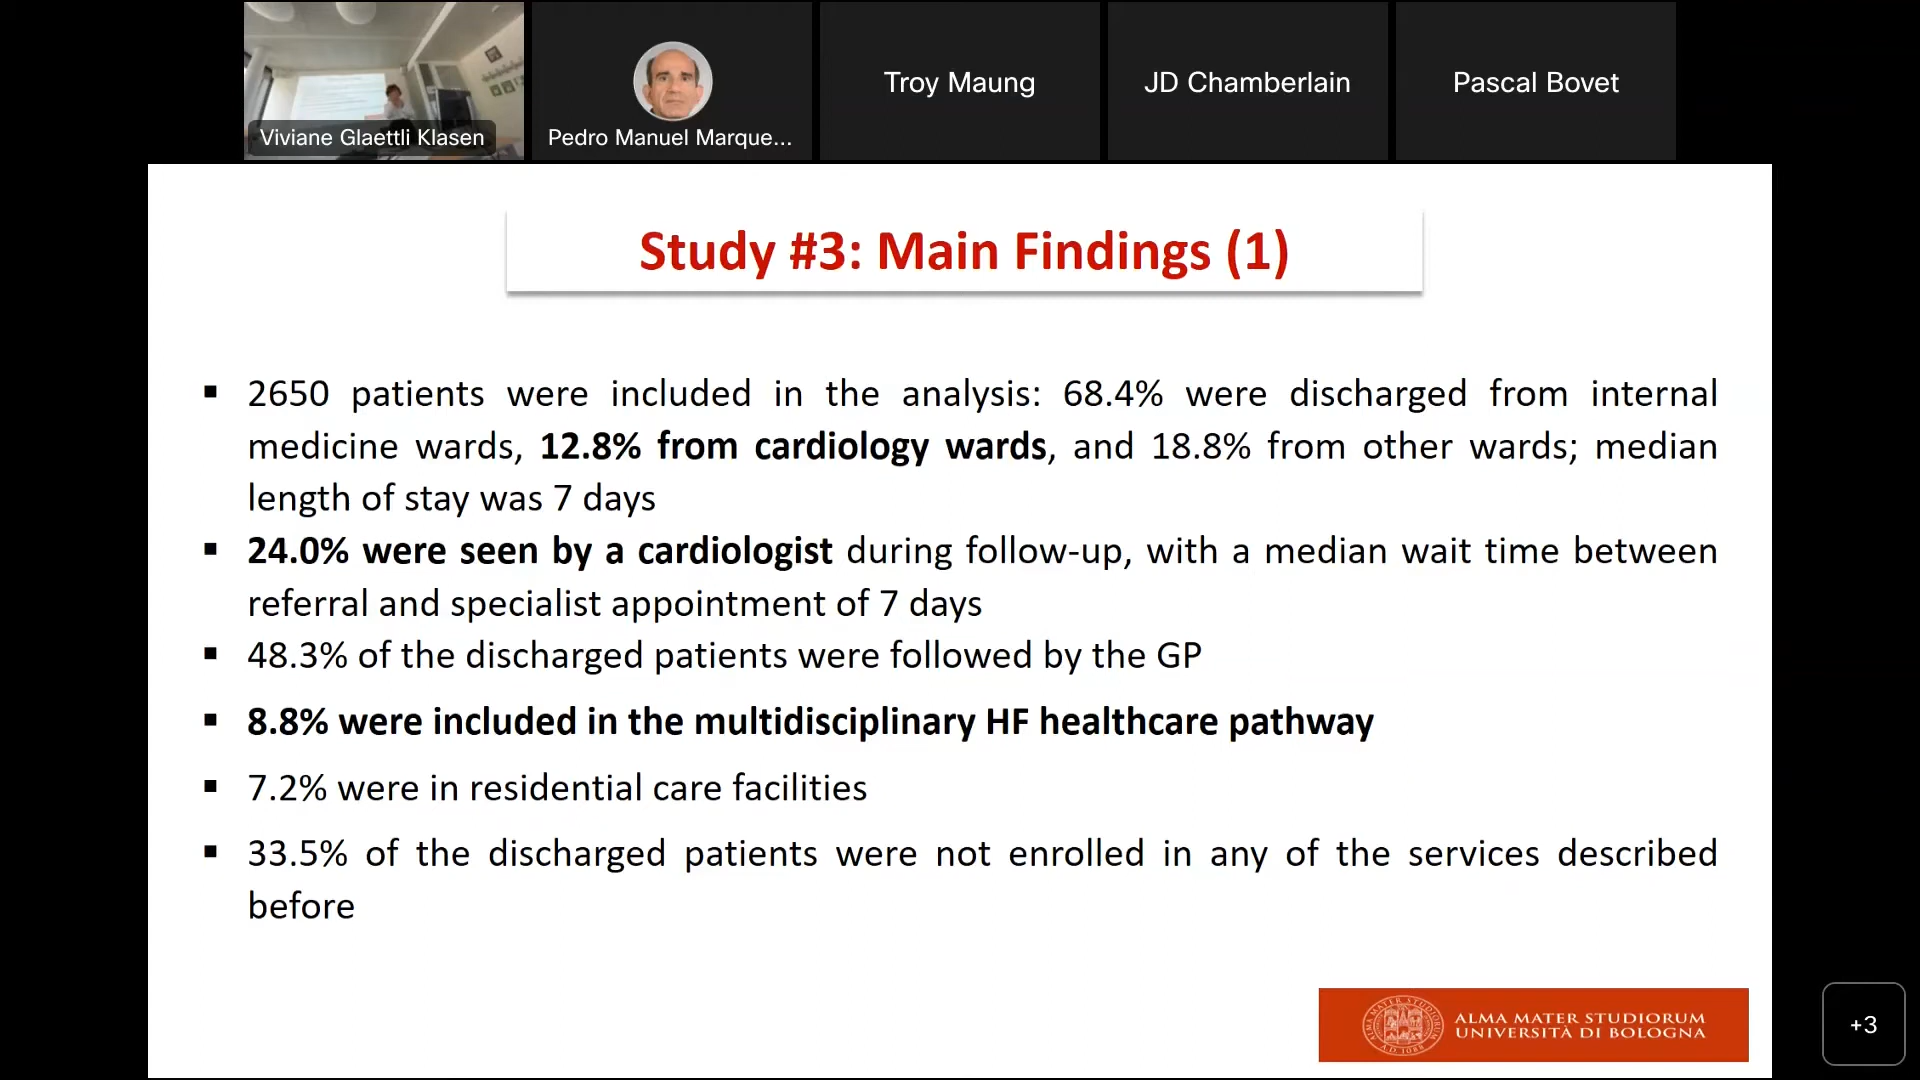 Viviane Glaettli Klasen
Pedro Manuel Marque...
Troy Maung
JD Chamberlain
Pascal Bovet
Study #3: Main Findings (1)
▪ 2650 patients were included in the analysis: 68.4% were discharged from internal
medicine wards, 12.8% from cardiology wards, and 18.8% from other wards; median
length of stay was 7 days
▪ 24.0% were seen by a cardiologist during follow-up, with a median wait time between
referral and specialist appointment of 7 days
▪ 48.3% of the discharged patients were followed by the GP
▪ 8.8% were included in the multidisciplinary HF healthcare pathway
▪ 7.2% were in residential care facilities
▪ 33.5% of the discharged patients were not enrolled in any of the services described
before
ALMA MATER STUDIORUM
UNIVERSITÀ DI BOLOGNA
+3